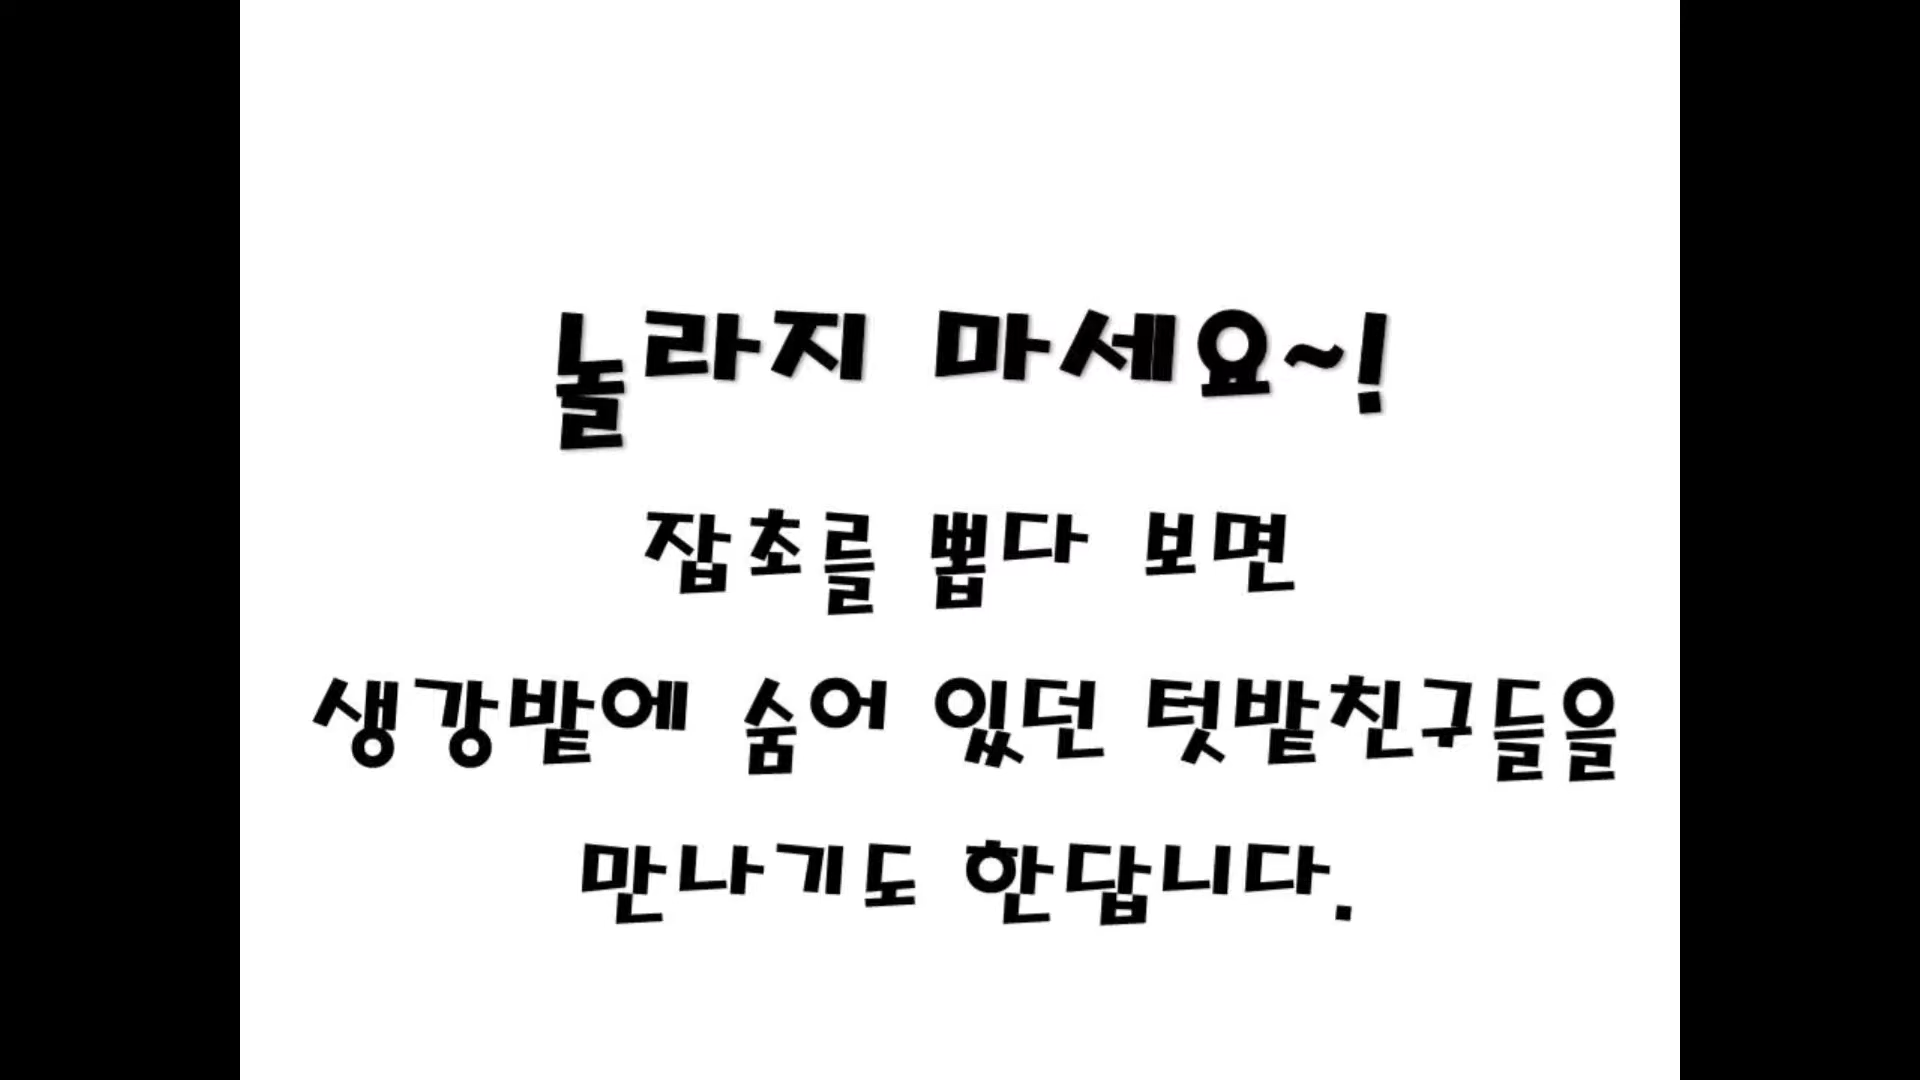 놀라지 마세요~!
잡초를 뽑다 보면
생강밭에 숨어 있던 텃밭친구들을
만나기도 한답니다.